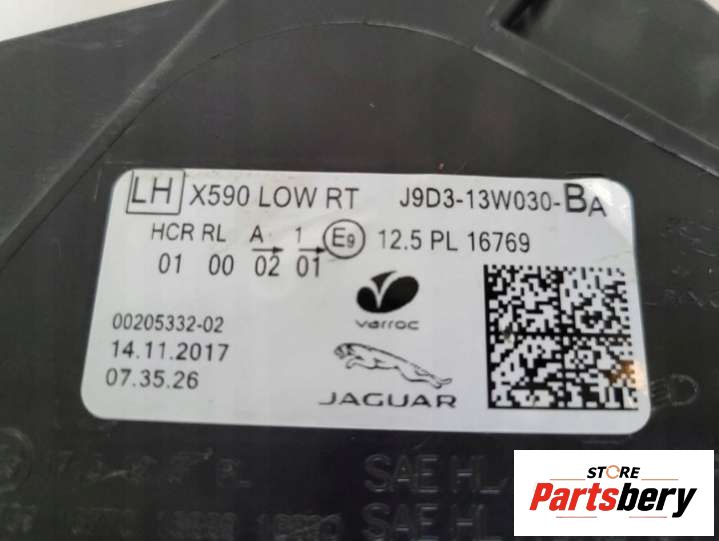 LH X590 LOW RT J9D3-13W030-BA
HCR RL A 1 E9 12.5 PL 16769
01 00 02 01
varroc
00205332-02
14.11.2017
07.35.26
JAGUAR
SAE HL
SAE HL
STORE
Partsbery